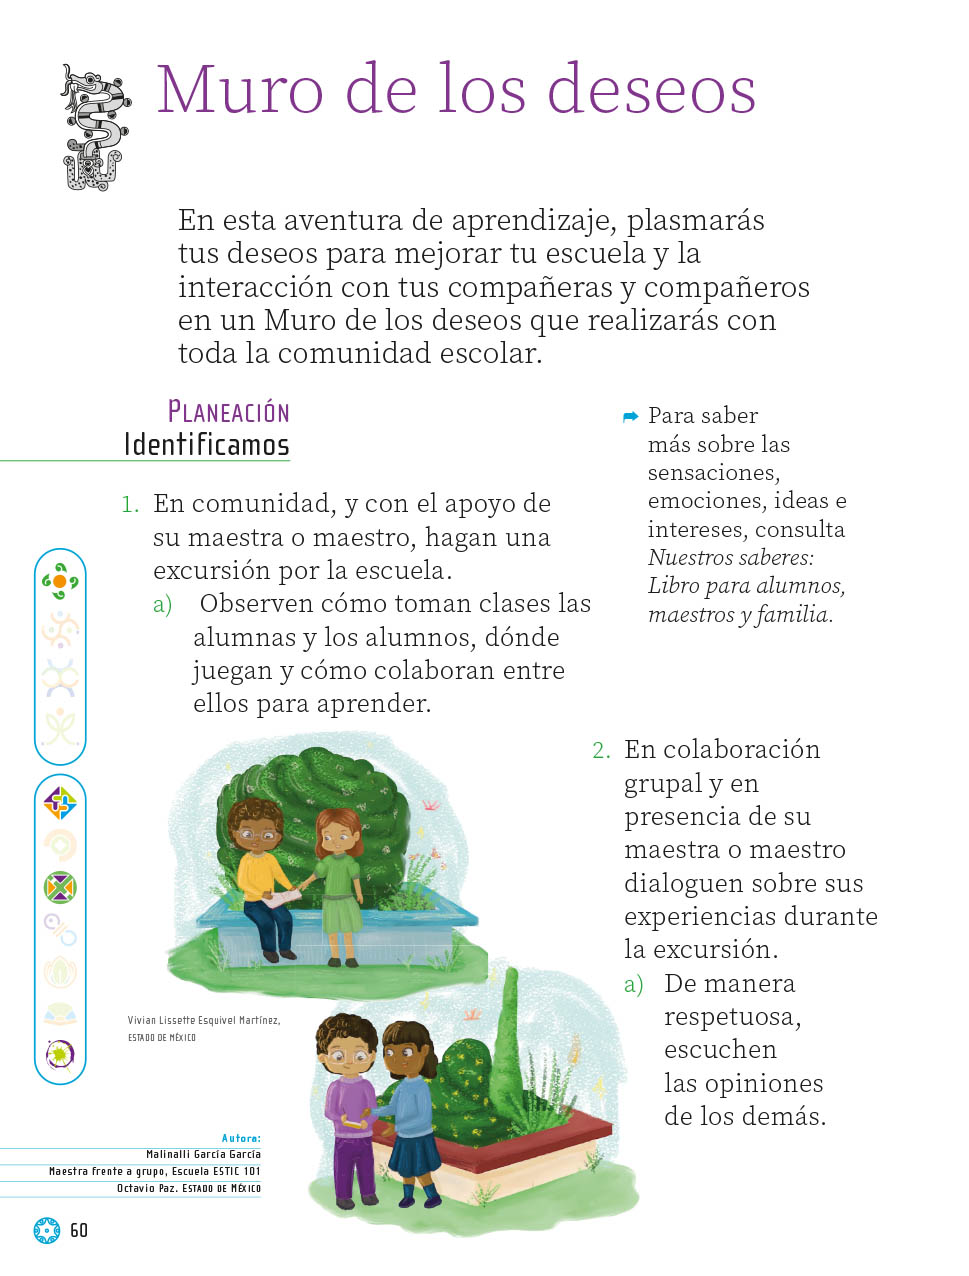 Muro de los deseos
En esta aventura de aprendizaje, plasmarás
tus deseos para mejorar tu escuela y la
interacción con tus compañeras y compañeros
en un Muro de los deseos que realizarás con
toda la comunidad escolar.
PLANEACIÓN
Identificamos
1. En comunidad, y con el apoyo de
su maestra o maestro, hagan una
excursión por la escuela.
a) Observen cómo toman clases las
alumnas y los alumnos, dónde
juegan y cómo colaboran entre
ellos para aprender.
Para saber
más sobre las
sensaciones,
emociones, ideas e
intereses, consulta
Nuestros saberes:
Libro para alumnos,
maestros y familia.
2. En colaboración
grupal y en
presencia de su
maestra o maestro
dialoguen sobre sus
experiencias durante
la excursión.
a) De manera
respetuosa,
escuchen
las opiniones
de los demás.
Vivian Lissette Esquivel Martínez,
ESTADO DE MÉXICO
Autora:
Malinalli García García
Maestra frente a grupo, Escuela ESTIC 101
Octavio Paz. ESTADO DE MÉXICO
60